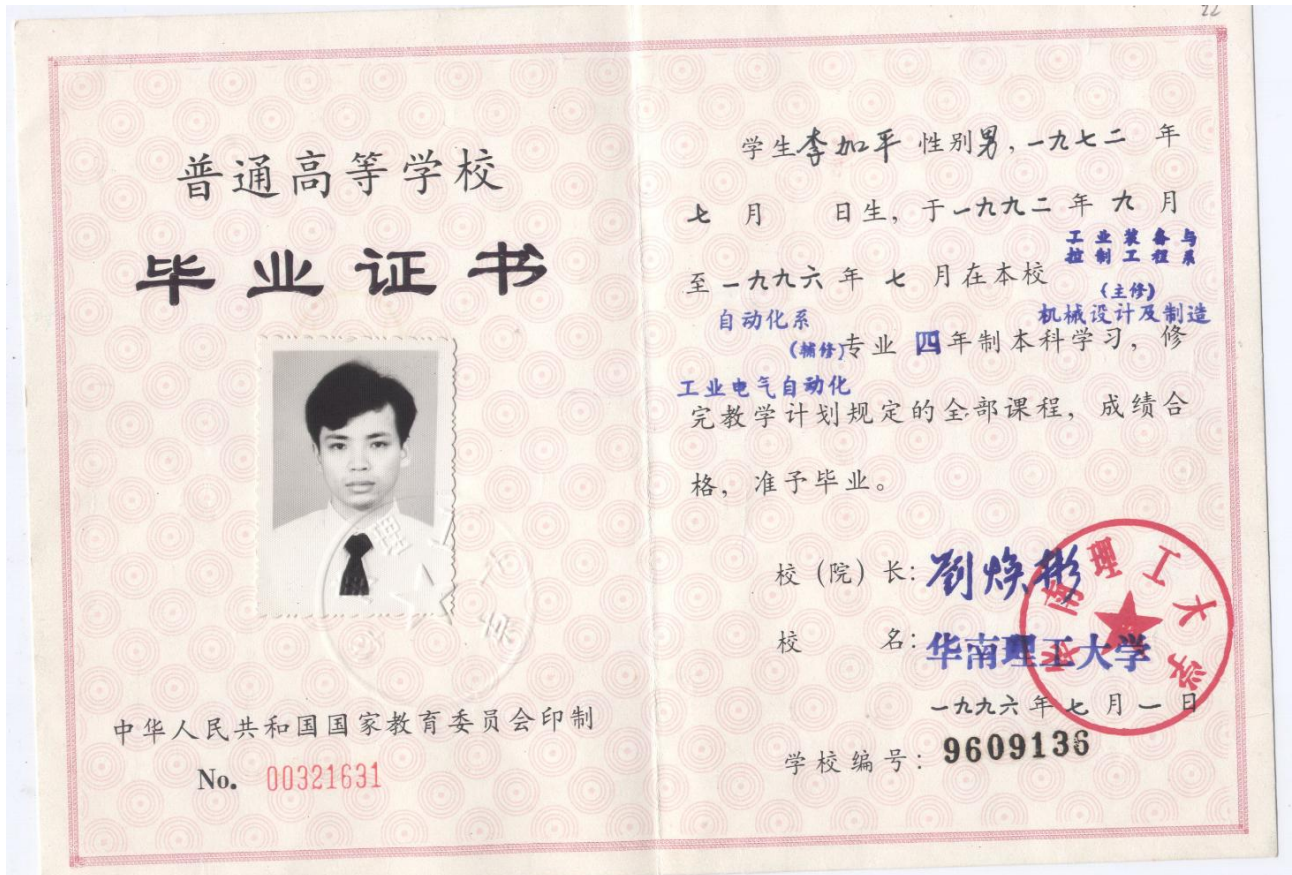 22
普通高等学校
毕业证书
中华人民共和国国家教育委员会印制
No. 00321631
学生李加平 性别男,一九七二 年
七 月 日生, 于一九九二 年 九 月
工业装备与
控制工程系
至一九九六 年 七 月在本校
(主修)
自动化系
机械设计及制造
(辅修)专业 四年制本科学习, 修
工业电气自动化
完教学计划规定的全部课程, 成绩合
格, 准予毕业。
校(院)长: 刘焕彬
校 名: 华南理工大学
华南理工大学
一九九六年七月一日
学校编号: 9609136